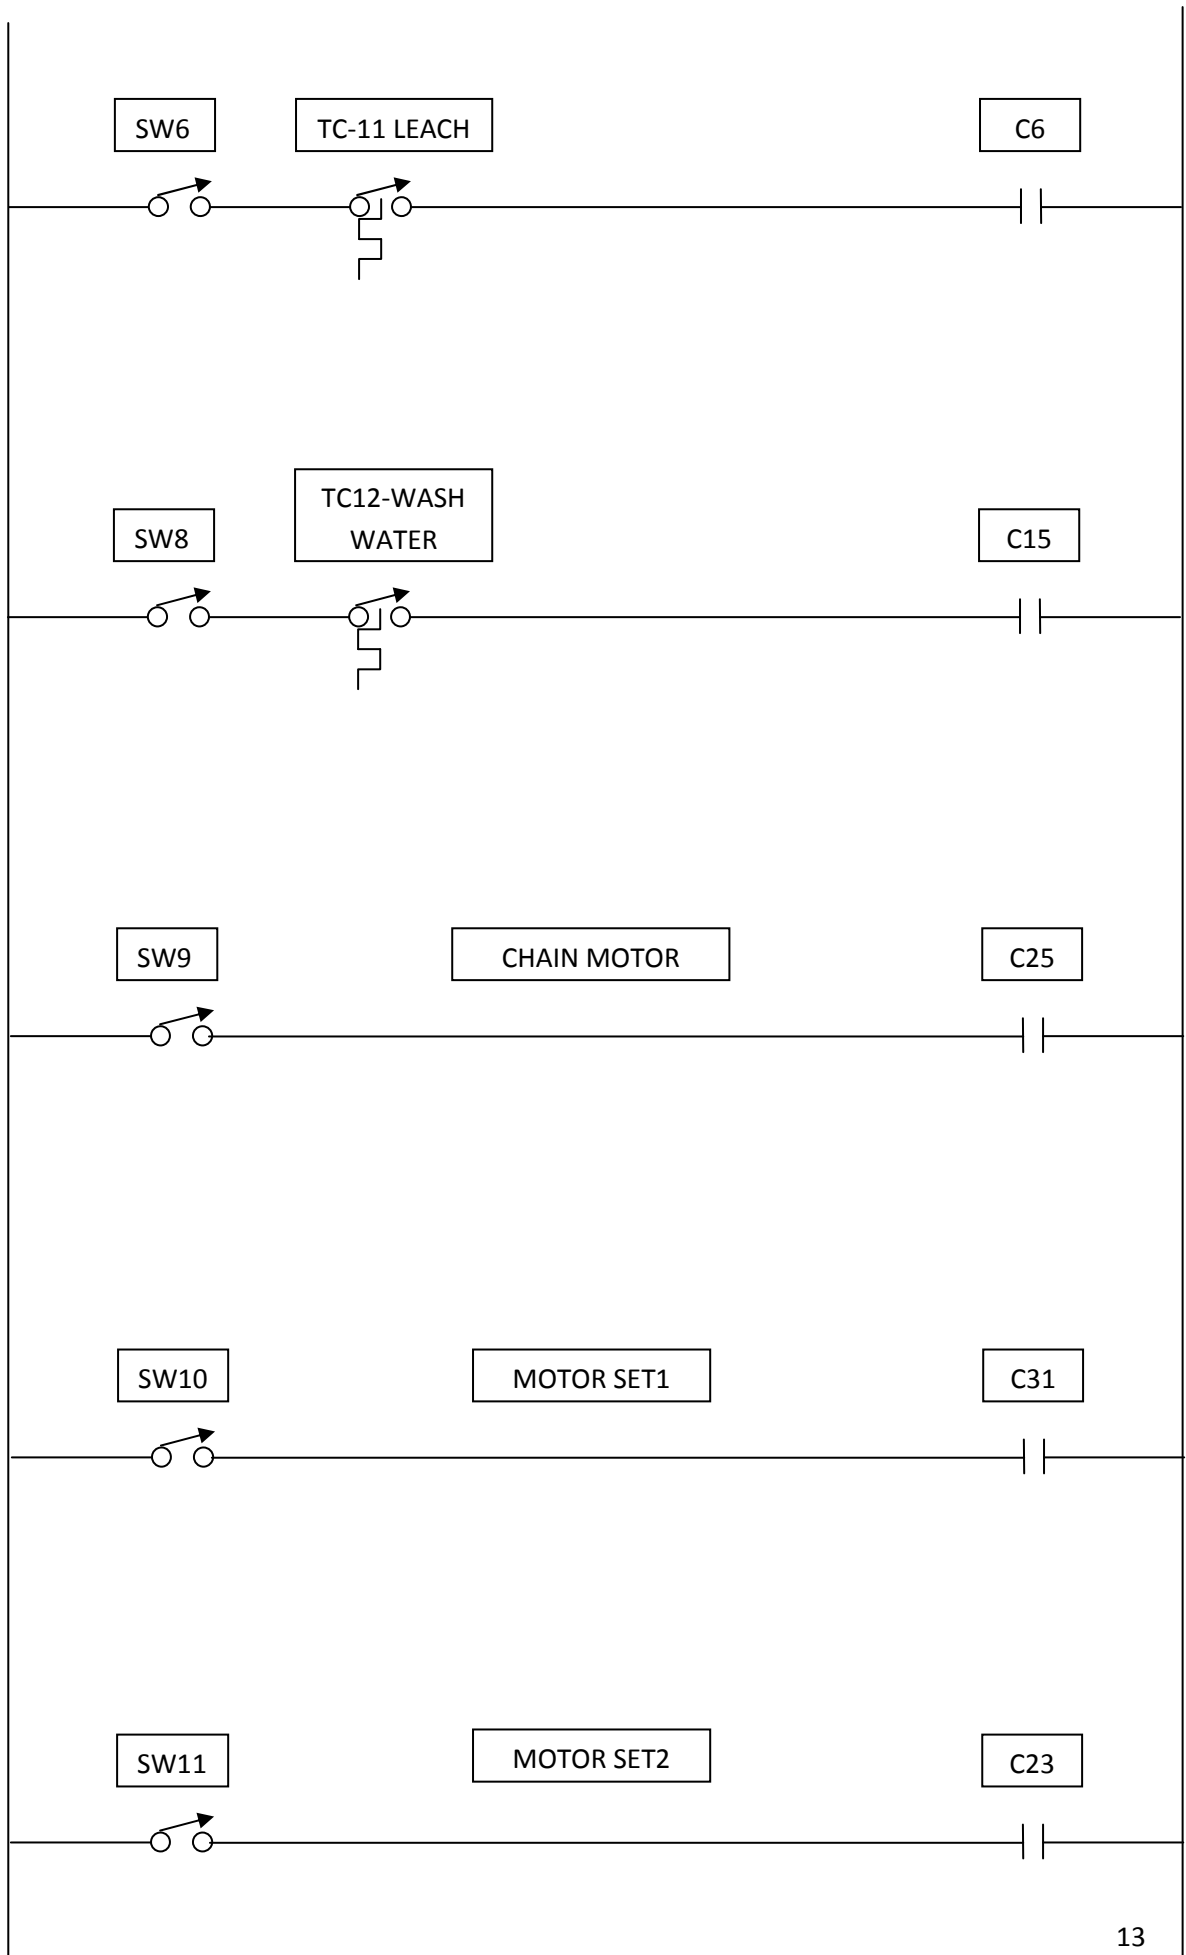 SW6
TC-11 LEACH
C6
TC12-WASH
WATER
SW8
C15
SW9
CHAIN MOTOR
C25
SW10
MOTOR SET1
C31
SW11
MOTOR SET2
C23
13